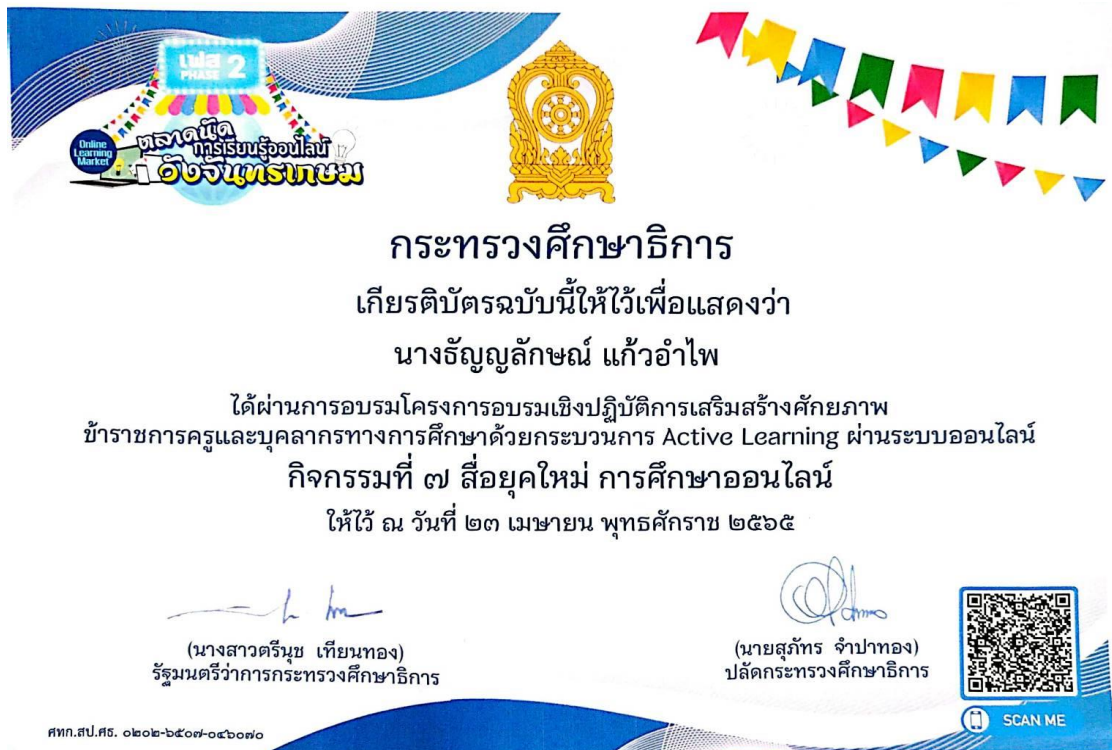 เฟส 2
PHASE
Online
Learning
Market
ตลาดนัด
การเรียนรู้ออนไลน์
วังจันทรเกษม
กระทรวงศึกษาธิการ
เกียรติบัตรฉบับนี้ให้ไว้เพื่อแสดงว่า
นางธัญญลักษณ์ แก้วอำไพ
ได้ผ่านการอบรมโครงการอบรมเชิงปฏิบัติการเสริมสร้างศักยภาพ
ข้าราชการครูและบุคลากรทางการศึกษาด้วยกระบวนการ Active Learning ผ่านระบบออนไลน์
กิจกรรมที่ ๗ สื่อยุคใหม่ การศึกษาออนไลน์
ให้ไว้ ณ วันที่ ๒๓ เมษายน พุทธศักราช ๒๕๖๕
(นางสาวตรีนุช เทียนทอง)
รัฐมนตรีว่าการกระทรวงศึกษาธิการ
(นายสุภัทร จำปาทอง)
ปลัดกระทรวงศึกษาธิการ
SCAN ME
ศทก.สป.ศธ. ๐๒๐๒-๖๕๐๗-๐๔๖๐๗๐